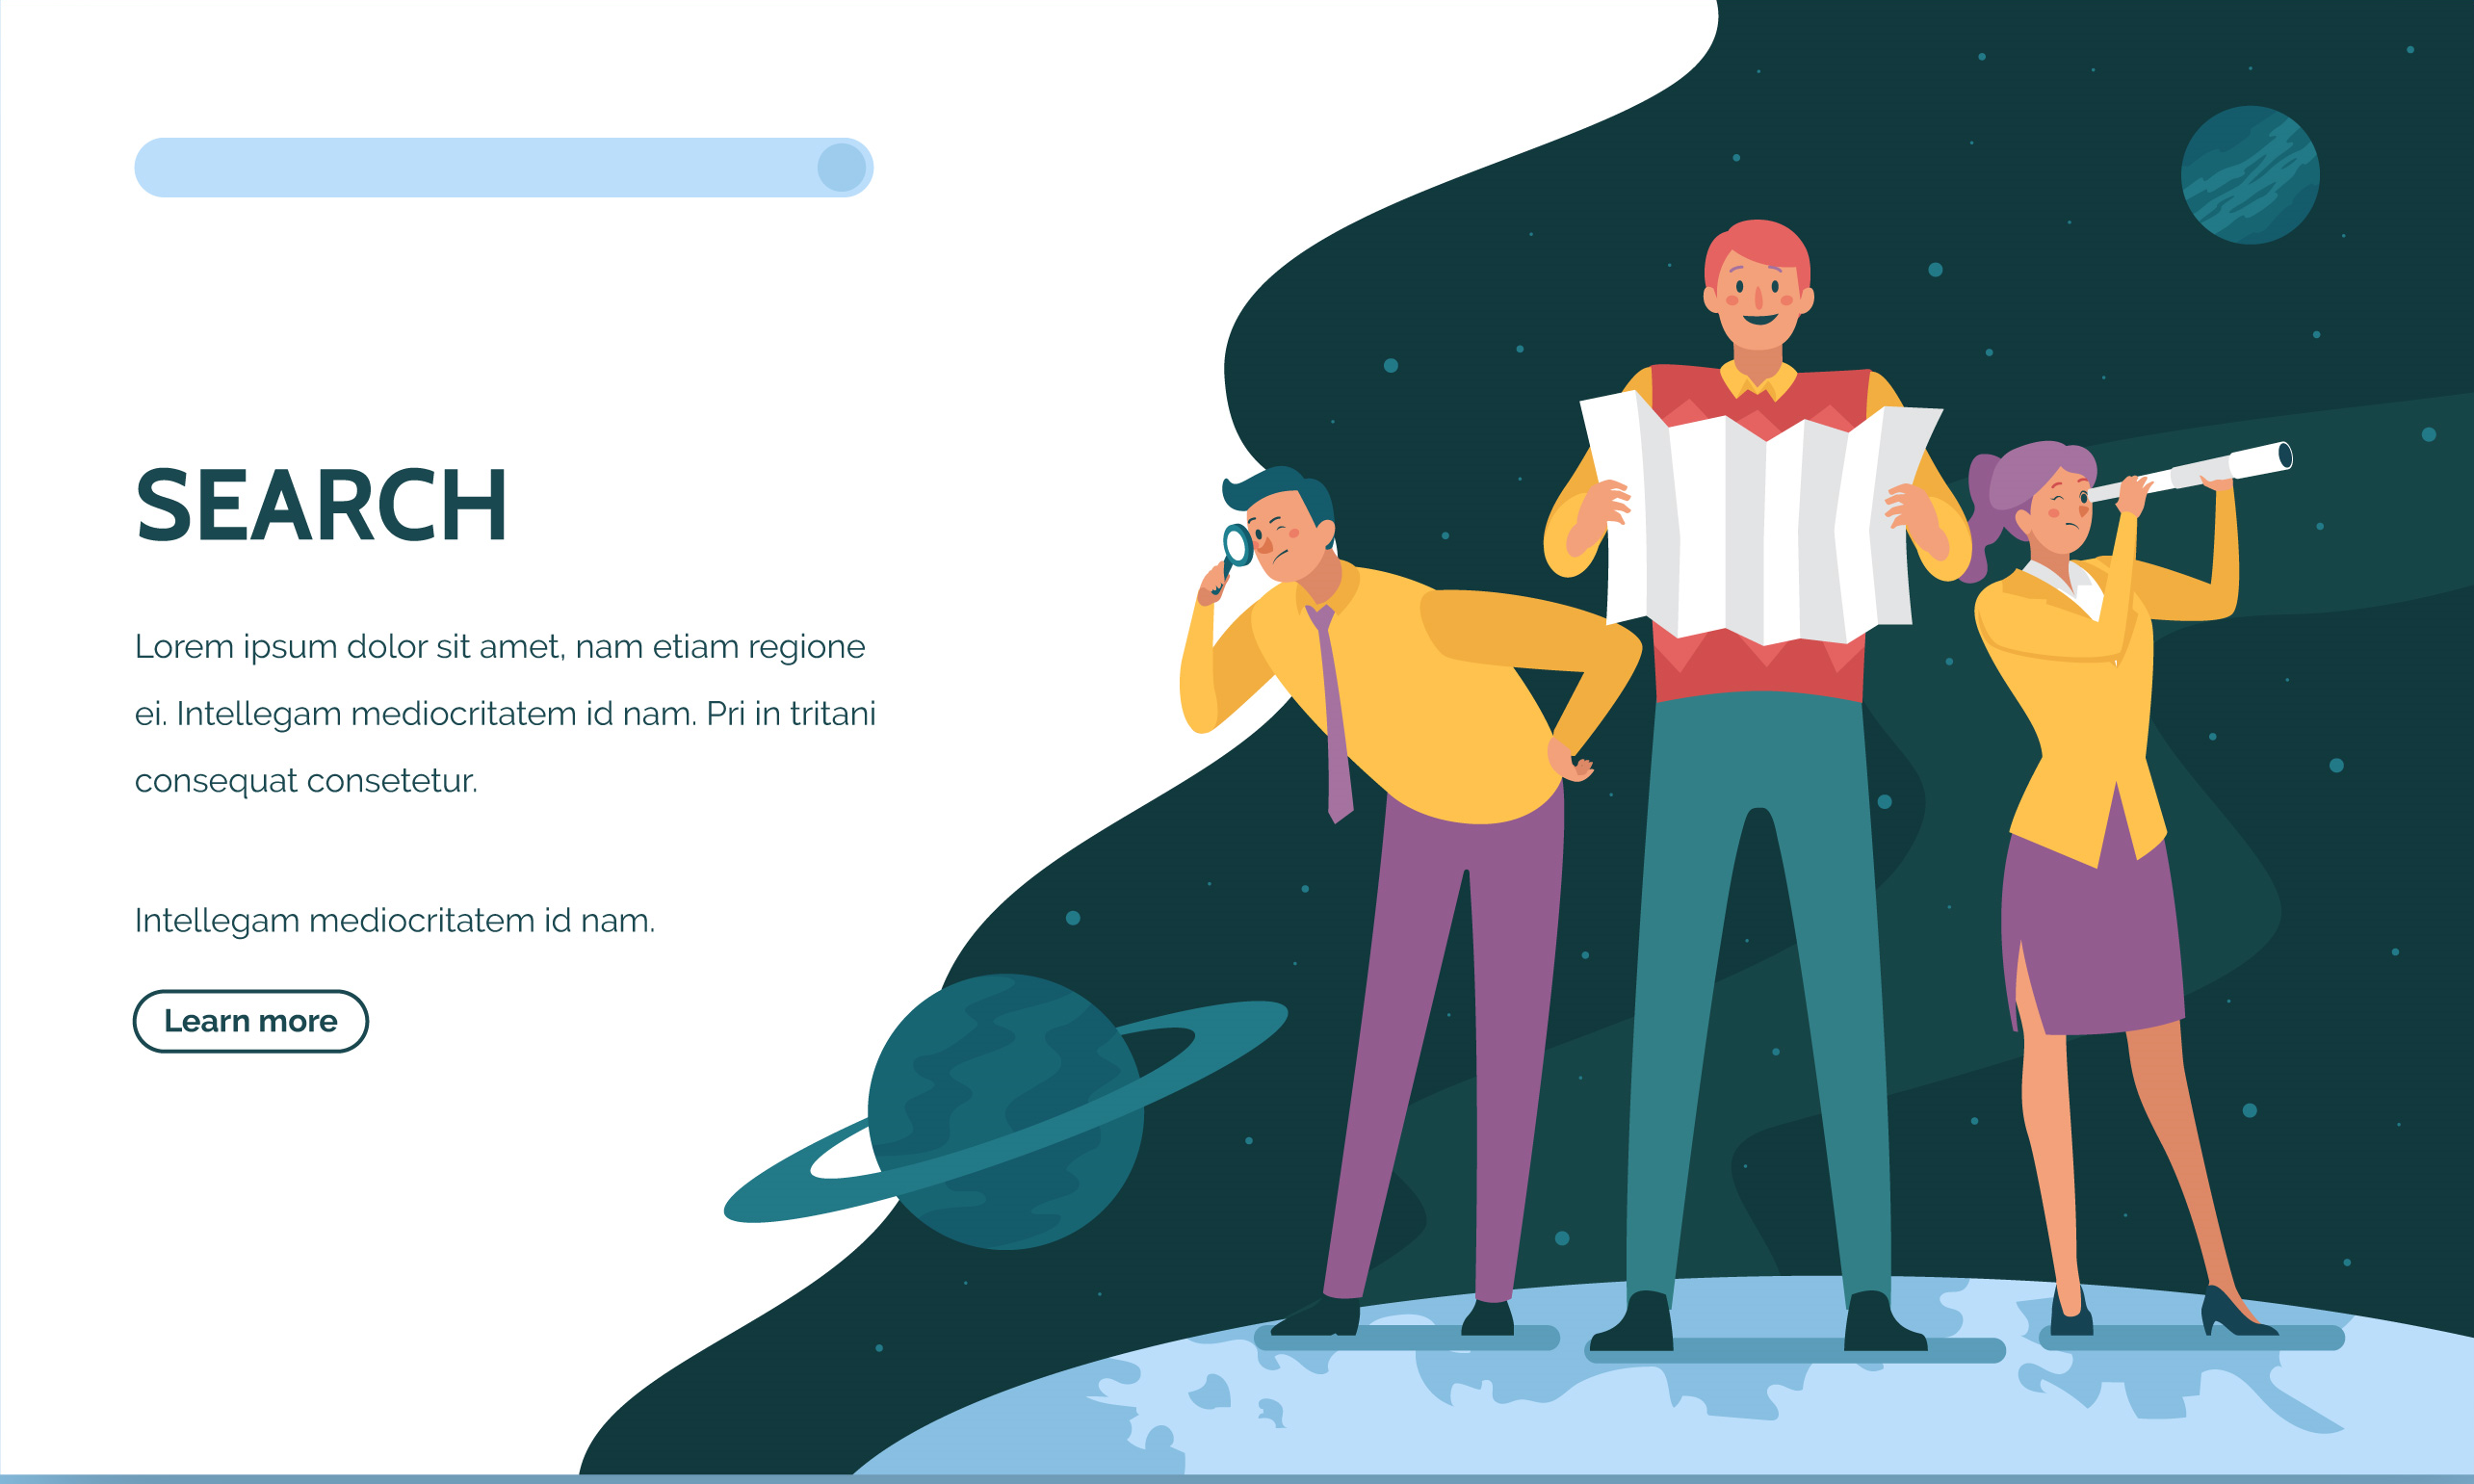 SEARCH
Lorem ipsum dolor sit amet, nam etiam regione
ei. Intellegam mediocritatem id nam. Pri in tritani
consequat consetetur.
Intellegam mediocritatem id nam.
Learn more